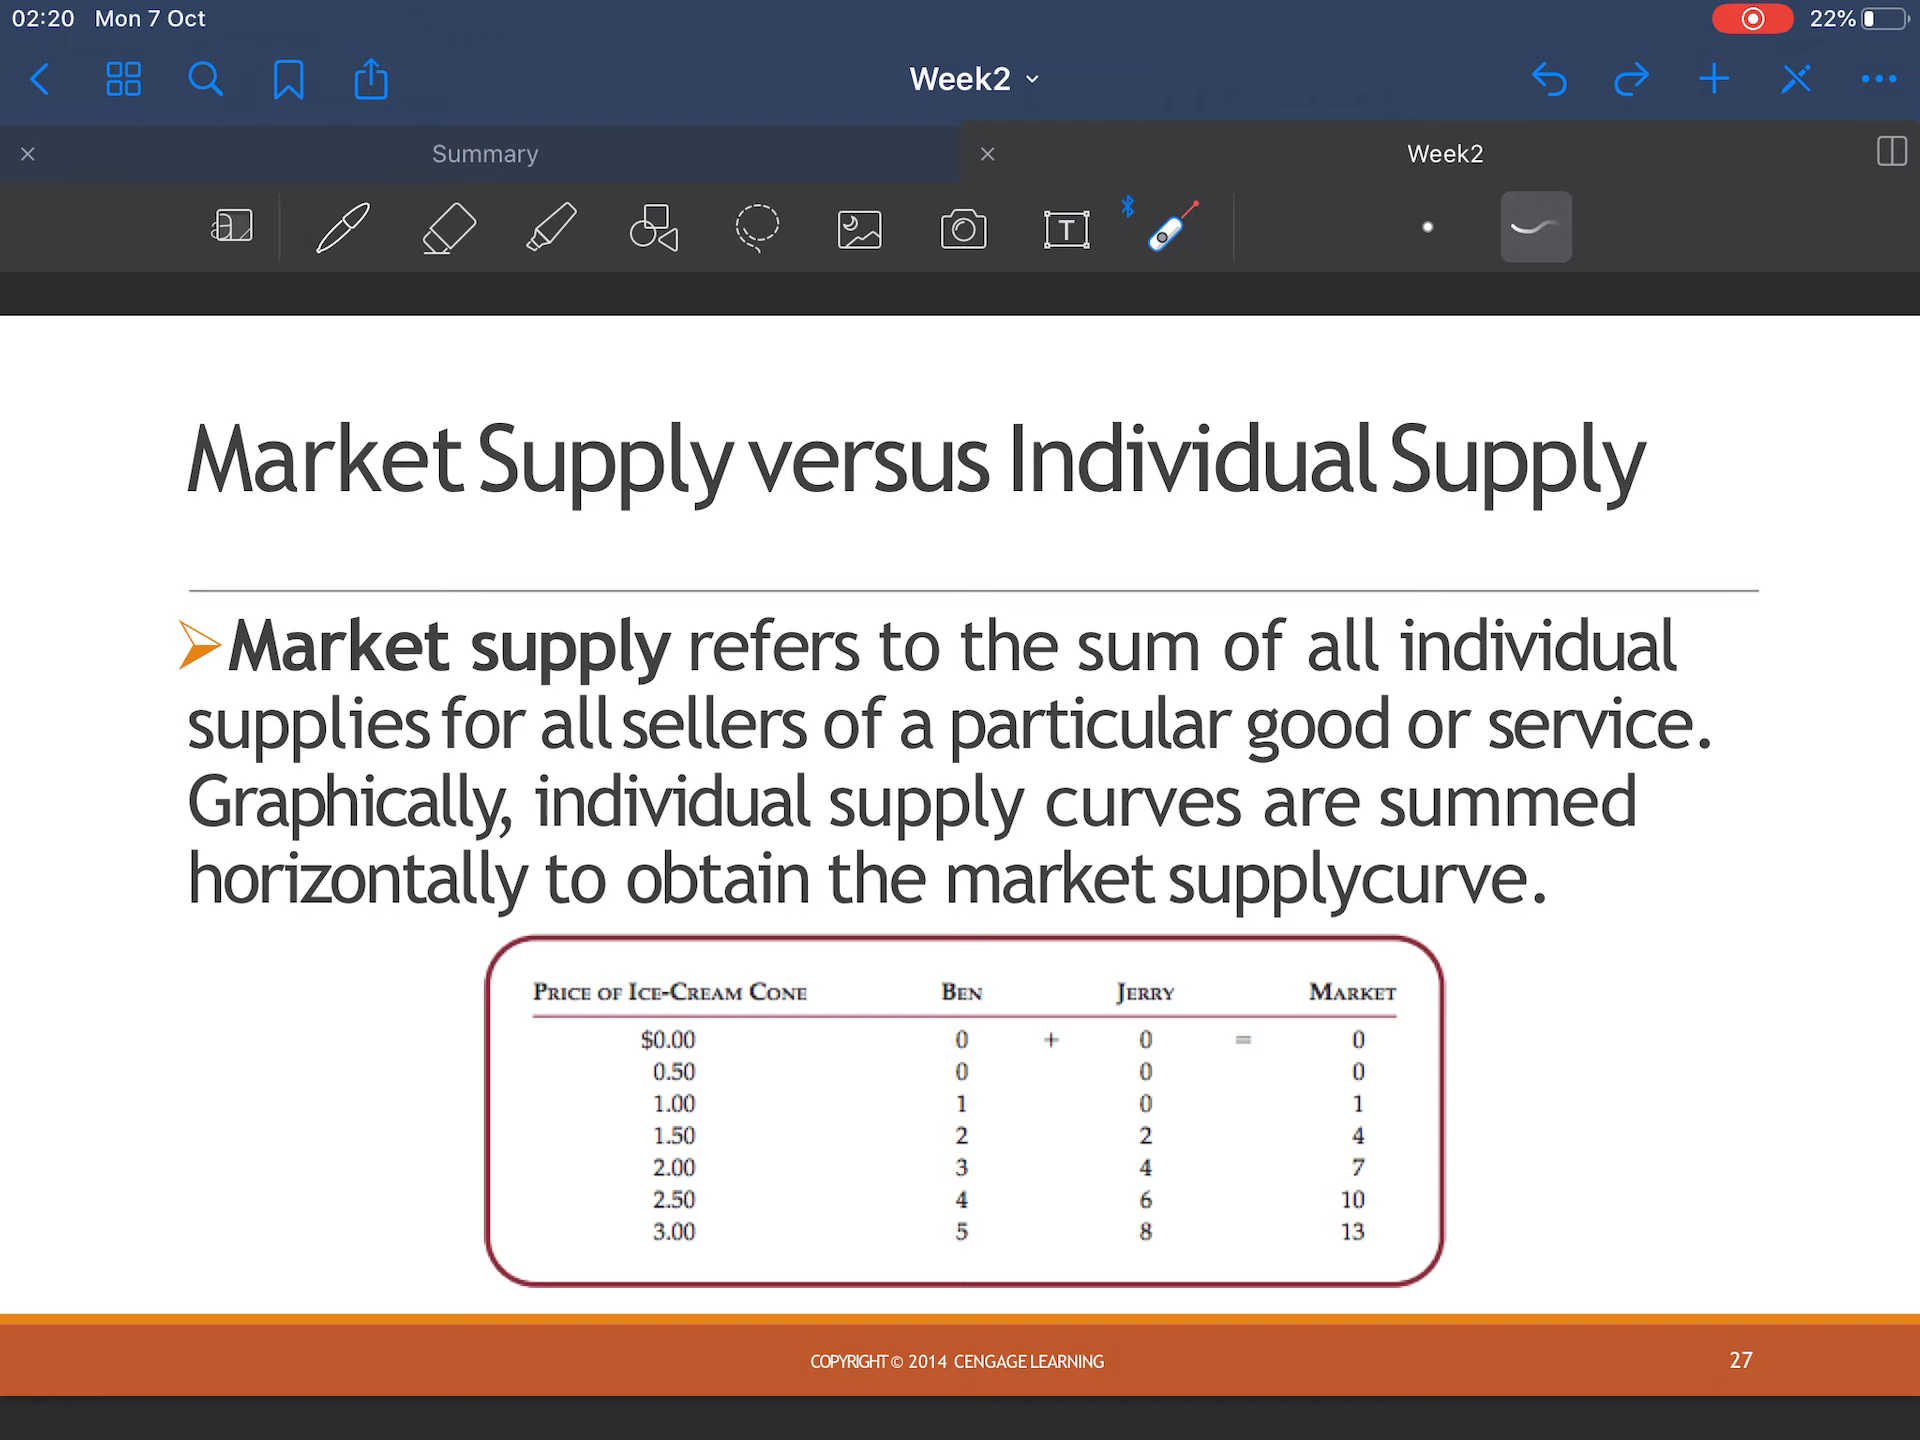 02:20 Mon 7 Oct 22%
Week2
Summary Week2
T
Market Supply versus Individual Supply
Market supply refers to the sum of all individual
supplies for all sellers of a particular good or service.
Graphically, individual supply curves are summed
horizontally to obtain the market supplycurve.
PRICE OF ICE-CREAM CONE BEN JERRY MARKET
$0.00 0 + 0 = 0
0.50 0 0 0
1.00 1 0 1
1.50 2 2 4
2.00 3 4 7
2.50 4 6 10
3.00 5 8 13
COPYRIGHT © 2014 CENGAGE LEARNING 27